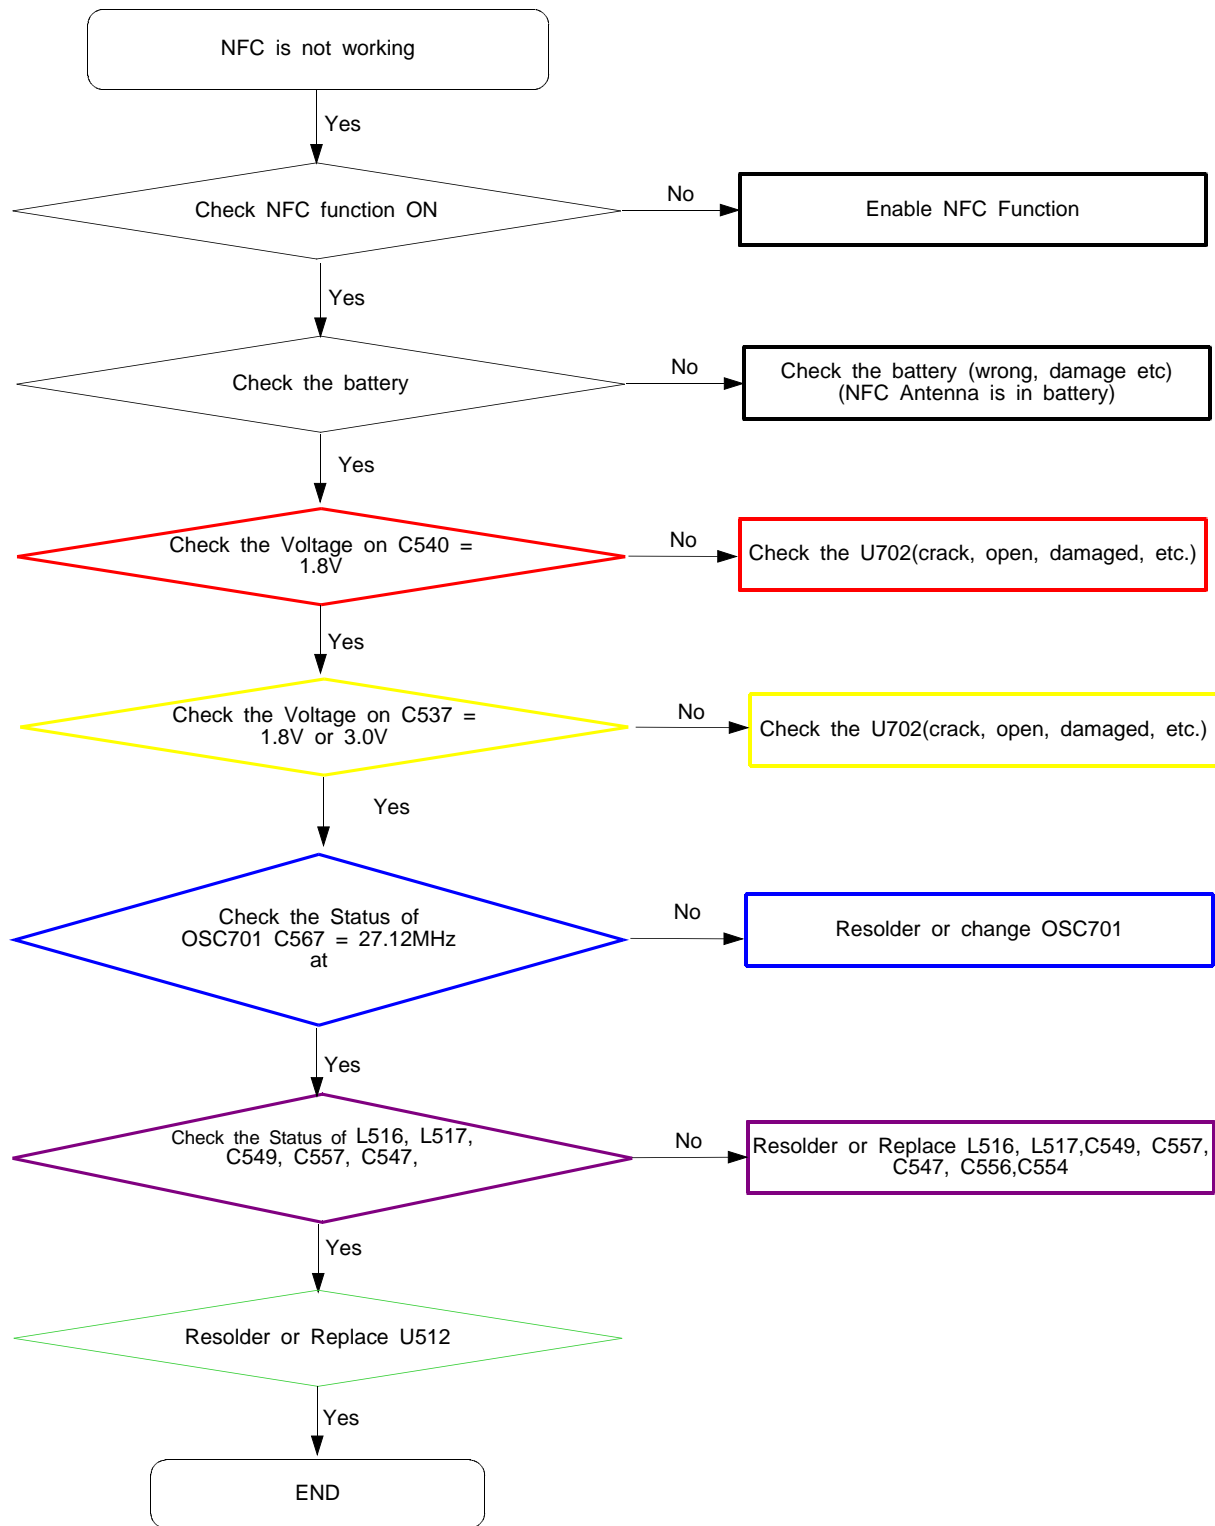 NFC is not working
Yes
Check NFC function ON
No
Enable NFC Function
Yes
Check the battery
No
Check the battery (wrong, damage etc)
(NFC Antenna is in battery)
Yes
Check the Voltage on C540 =
1.8V
No
Check the U702(crack, open, damaged, etc.)
Yes
Check the Voltage on C537 =
1.8V or 3.0V
No
Check the U702(crack, open, damaged, etc.)
Yes
Check the Status of
OSC701 C567 = 27.12MHz
at
No
Resolder or change OSC701
Yes
Check the Status of L516, L517,
C549, C557, C547,
No
Resolder or Replace L516, L517,C549, C557,
C547, C556,C554
Yes
Resolder or Replace U512
Yes
END